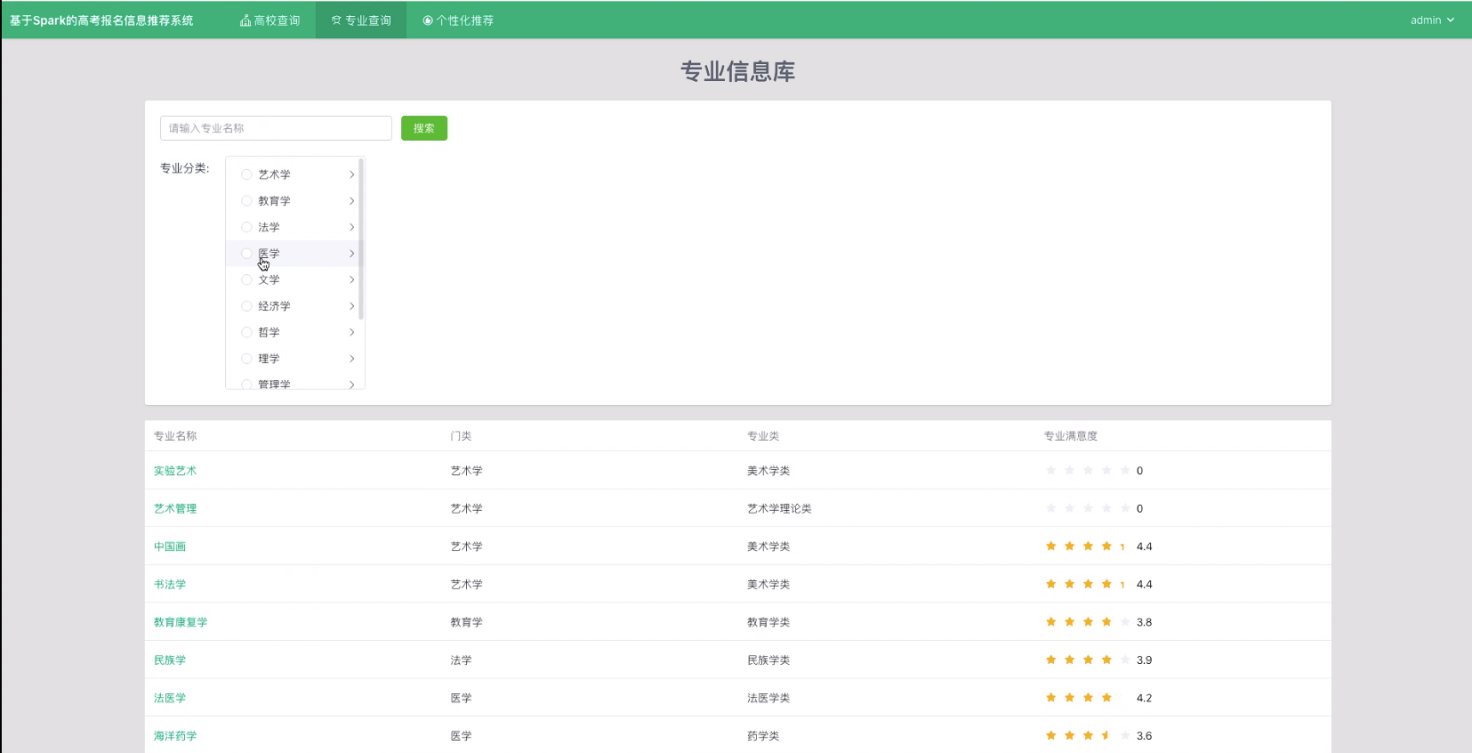 基于Spark的高考报名信息推荐系统 高校查询 专业查询 个性化推荐 admin
专业信息库
请输入专业名称 搜索
专业分类:
艺术学
教育学
法学
医学
文学
经济学
哲学
理学
管理学
专业名称 门类 专业类 专业满意度
实验艺术 艺术学 美术学类 0
艺术管理 艺术学 艺术学理论类 0
中国画 艺术学 美术学类 4.4
书法学 艺术学 美术学类 4.4
教育康复学 教育学 教育学类 3.8
民族学 法学 民族学类 3.9
法医学 医学 法医学类 4.2
海洋药学 医学 药学类 3.6